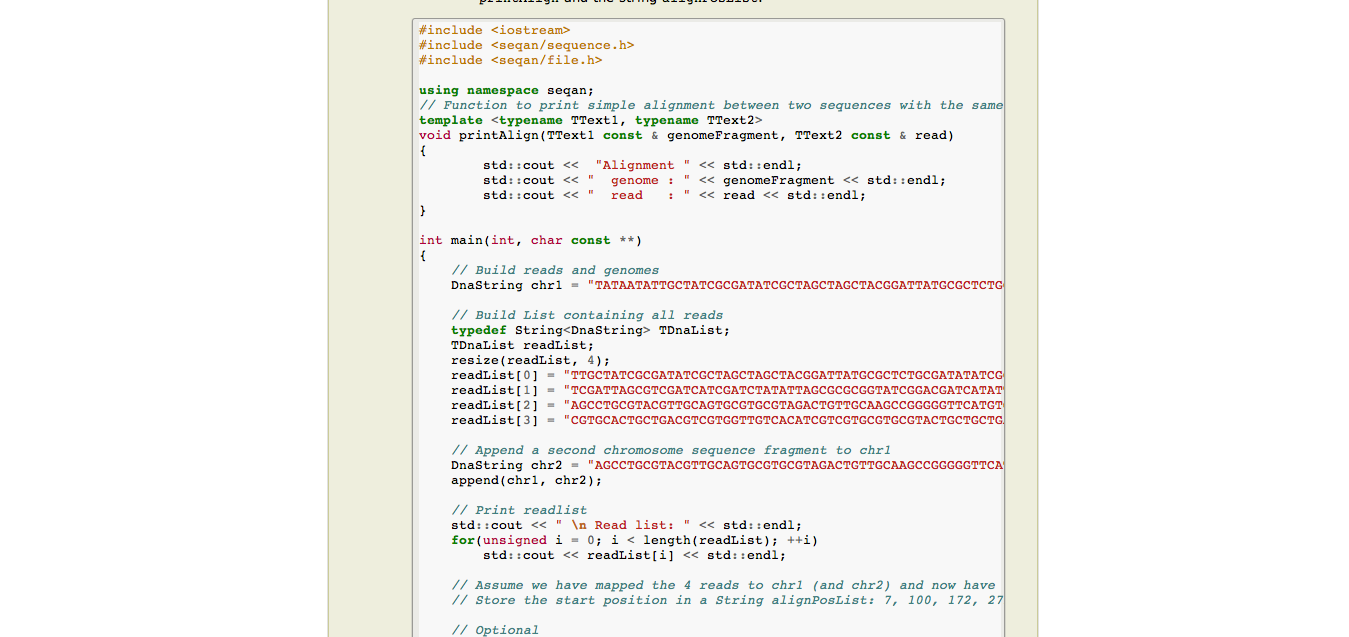 printAlign and the string alignPosList.
#include <iostream>
#include <seqan/sequence.h>
#include <seqan/file.h>
using namespace seqan;
// Function to print simple alignment between two sequences with the same
template <typename TText1, typename TText2>
void printAlign(TText1 const & genomeFragment, TText2 const & read)
{
std::cout <<  "Alignment " << std::endl;
std::cout << "  genome : " << genomeFragment << std::endl;
std::cout << "  read   : " << read << std::endl;
}
int main(int, char const **)
{
// Build reads and genomes
DnaString chr1 = "TATAATATTGCTATCGCGATATCGCTAGCTAGCTACGGATTATGCGCTCTG
// Build List containing all reads
typedef String<DnaString> TDnaList;
TDnaList readList;
resize(readList, 4);
readList[0] = "TTGCTATCGCGATATCGCTAGCTAGCTACGGATTATGCGCTCTGCGATATATCG
readList[1] = "TCGATTAGCGTCGATCATCGATCTATATTAGCGCGCGGTATCGGACGATCATAT
readList[2] = "AGCCTGCGTACGTTGCAGTGCGTGCGTAGACTGTTGCAAGCCGGGGGTTCATGT
readList[3] = "CGTGCACTGCTGACGTCGTGGTTGTCACATCGTCGTGCGTGCGTACTGCTGCTG
// Append a second chromosome sequence fragment to chr1
DnaString chr2 = "AGCCTGCGTACGTTGCAGTGCGTGCGTAGACTGTTGCAAGCCGGGGGTTCA
append(chr1, chr2);
// Print readlist
std::cout << " \n Read list: " << std::endl;
for(unsigned i = 0; i < length(readList); ++i)
std::cout << readList[i] << std::endl;
// Assume we have mapped the 4 reads to chr1 (and chr2) and now have
// Store the start position in a String alignPosList: 7, 100, 172, 27
// Optional